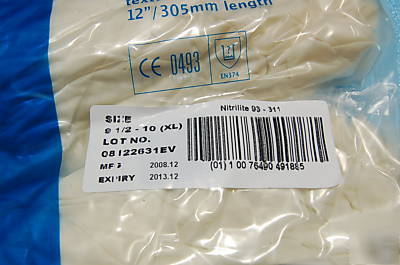 12"/305mm length
CE 0493
EN374
Nitrilite 93 - 311
SIZE
9 1/2 - 10 (XL)
LOT NO.
08122631EV
MFG 2008.12
EXPIRY 2013.12
(01) 1 00 76490 491885